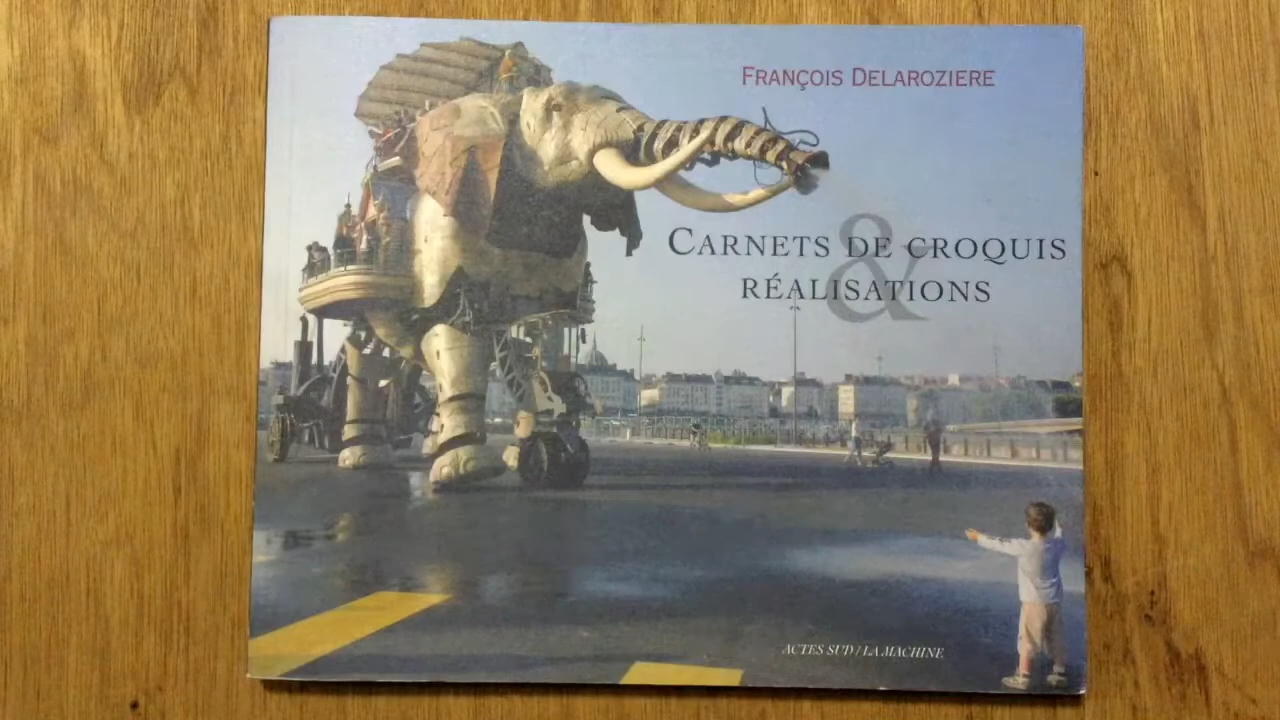 FRANÇOIS DELAROZIERE
CARNETS DE CROQUIS
&
RÉALISATIONS
ACTES SUD / LA MACHINE